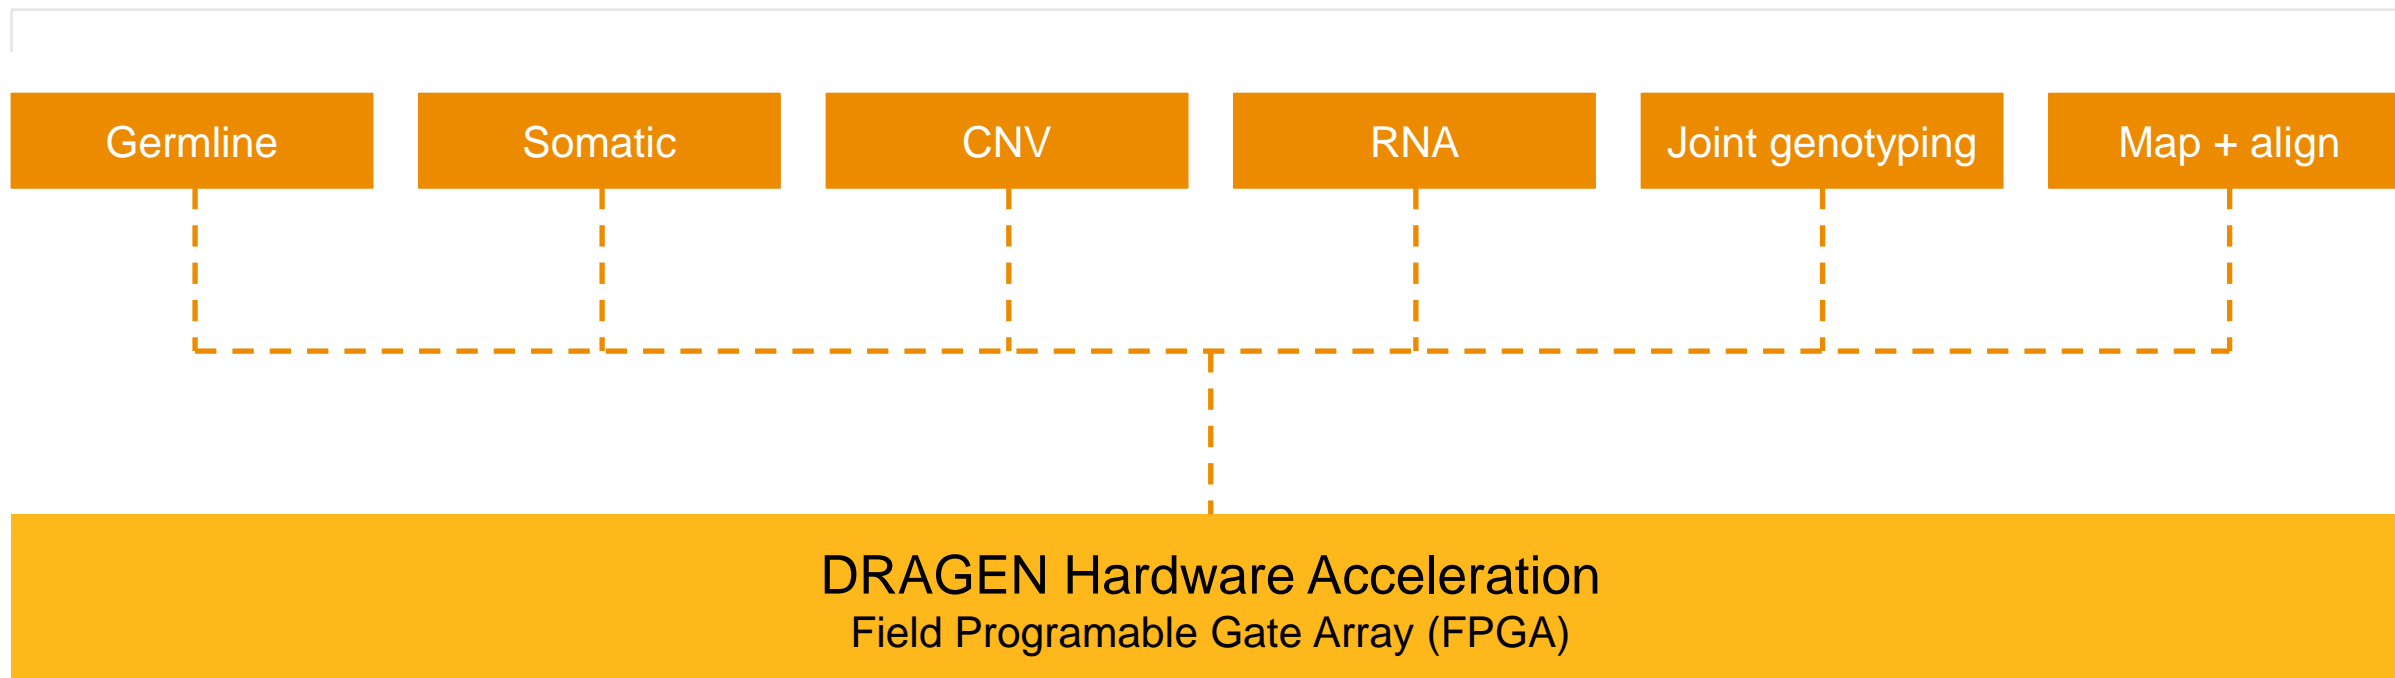 Germline
Somatic
CNV
RNA
Joint genotyping
Map + align
DRAGEN Hardware Acceleration
Field Programable Gate Array (FPGA)